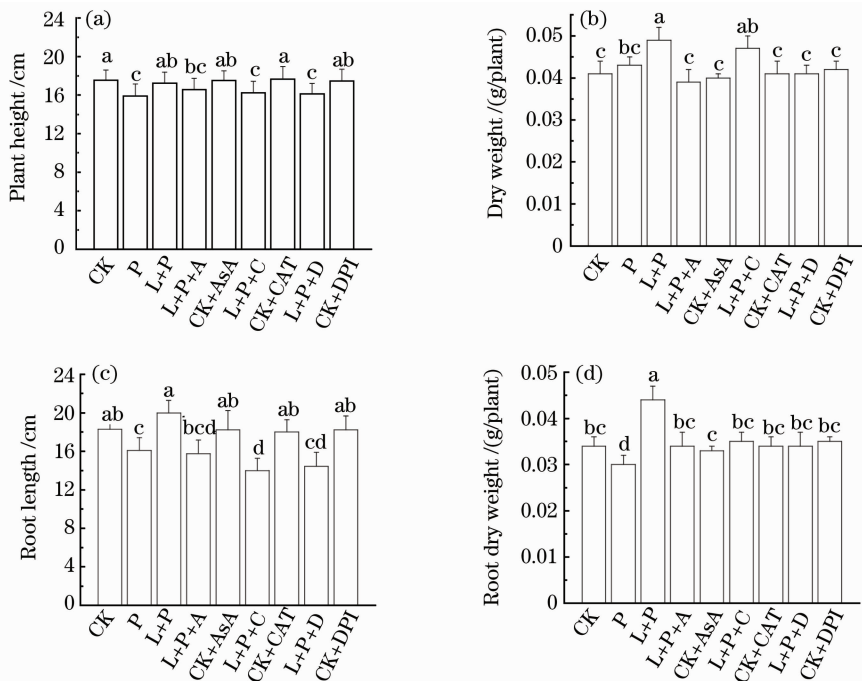 (a)
Plant height /cm
24
20
16
12
8
4
0
a c ab bc ab c a c ab
CK P L+P L+P+A CK+AsA L+P+C CK+CAT L+P+D CK+DPI
(b)
Dry weight /(g/plant)
0.05
0.04
0.03
0.02
0.01
0
c bc a c c ab c c c
CK P L+P L+P+A CK+AsA L+P+C CK+CAT L+P+D CK+DPI
(c)
Root length /cm
24
20
16
12
8
4
0
ab c a bcd ab d ab cd ab
CK P L+P L+P+A CK+AsA L+P+C CK+CAT L+P+D CK+DPI
(d)
Root dry weight /(g/plant)
0.05
0.04
0.03
0.02
0.01
0
bc d a bc c bc bc bc bc
CK P L+P L+P+A CK+AsA L+P+C CK+CAT L+P+D CK+DPI